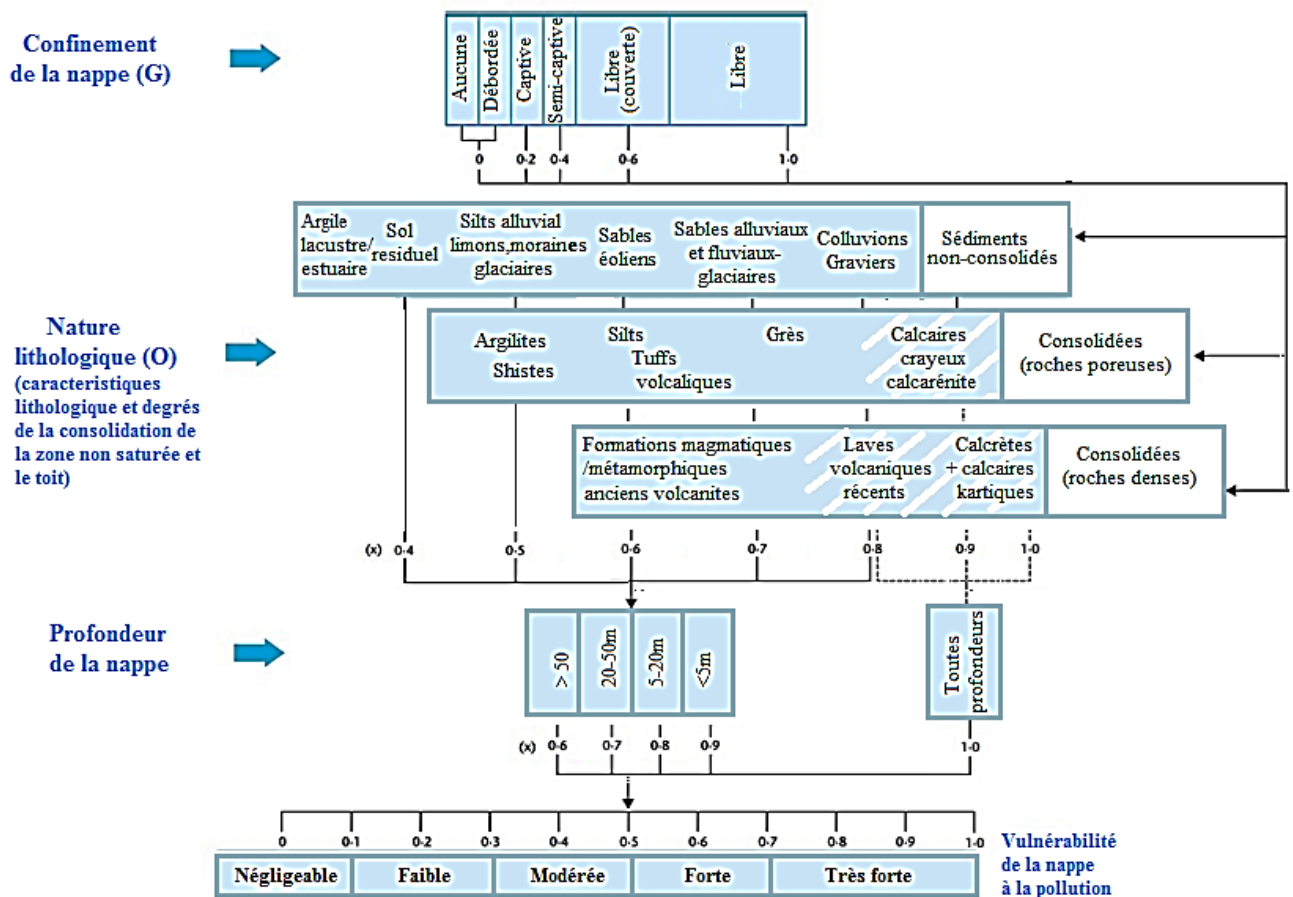 Confinement
de la nappe (G)
Aucune
Débordée
Captive
Semi-captive
Libre
(couverte)
Libre
0 0·2 0·4 0·6 1·0
Argile
lacustre/
estuaire
Sol
residuel
Silts alluvial
limons,moraines
glaciaires
Sables
éoliens
Sables alluviaux
et fluviaux-
glaciaires
Colluvions
Graviers
Sédiments
non-consolidés
Nature
lithologique (O)
(caracteristiques
lithologique et degrés
de la consolidation de
la zone non saturée et
le toit)
Argilites
Shistes
Silts
Tuffs
volcaliques
Grès
Calcaires
crayeux
calcarénite
Consolidées
(roches poreuses)
Formations magmatiques
/métamorphiques
anciens volcanites
Laves
volcaniques
récents
Calcrètes
+ calcaires
kartiques
Consolidées
(roches denses)
(x) 0·4 0·5 0·6 0·7 0·8 0·9 1·0
Profondeur
de la nappe
> 50
20-50m
5-20m
<5m
Toutes
profondeurs
(x) 0·6 0·7 0·8 0·9 1·0
0 0·1 0·2 0·3 0·4 0·5 0·6 0·7 0·8 0·9 1·0
Négligeable Faible Modérée Forte Très forte
Vulnérabilité
de la nappe
à la pollution